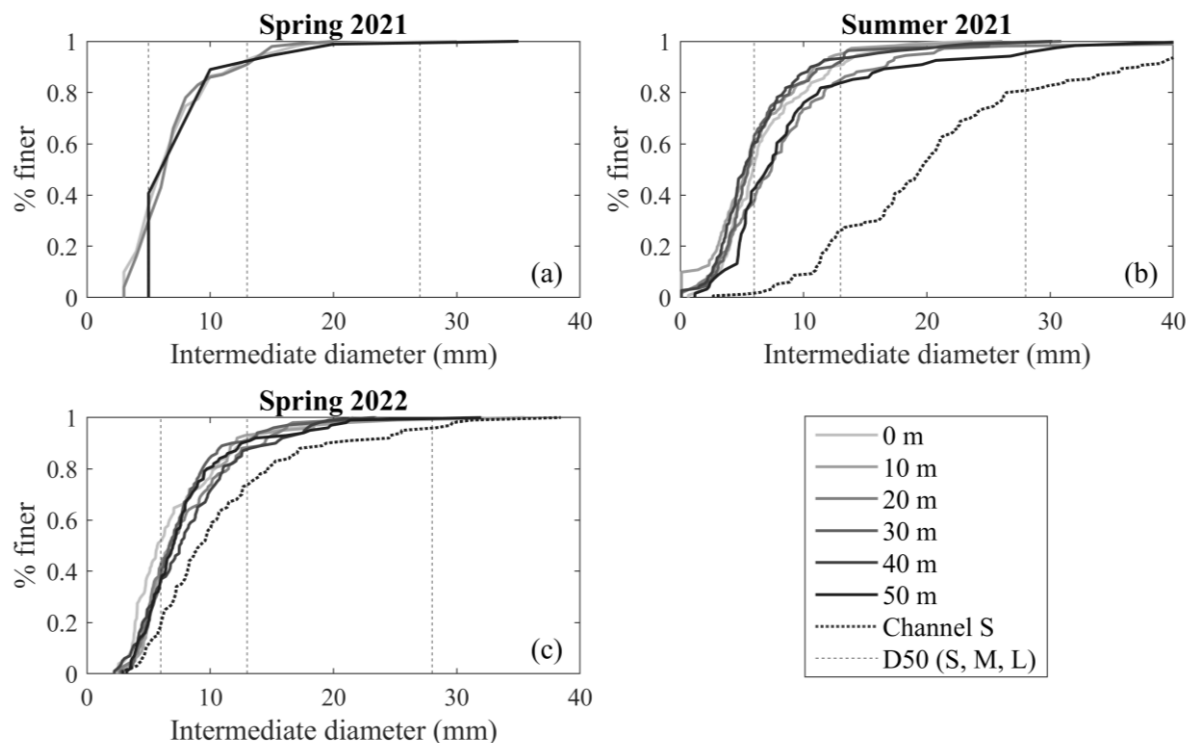 Spring 2021
1
0.8
0.6
0.4
0.2
0
% finer
(a)
0 10 20 30 40
Intermediate diameter (mm)
Summer 2021
1
0.8
0.6
0.4
0.2
0
% finer
(b)
0 10 20 30 40
Intermediate diameter (mm)
Spring 2022
1
0.8
0.6
0.4
0.2
0
% finer
(c)
0 10 20 30 40
Intermediate diameter (mm)
0 m
10 m
20 m
30 m
40 m
50 m
Channel S
D50 (S, M, L)